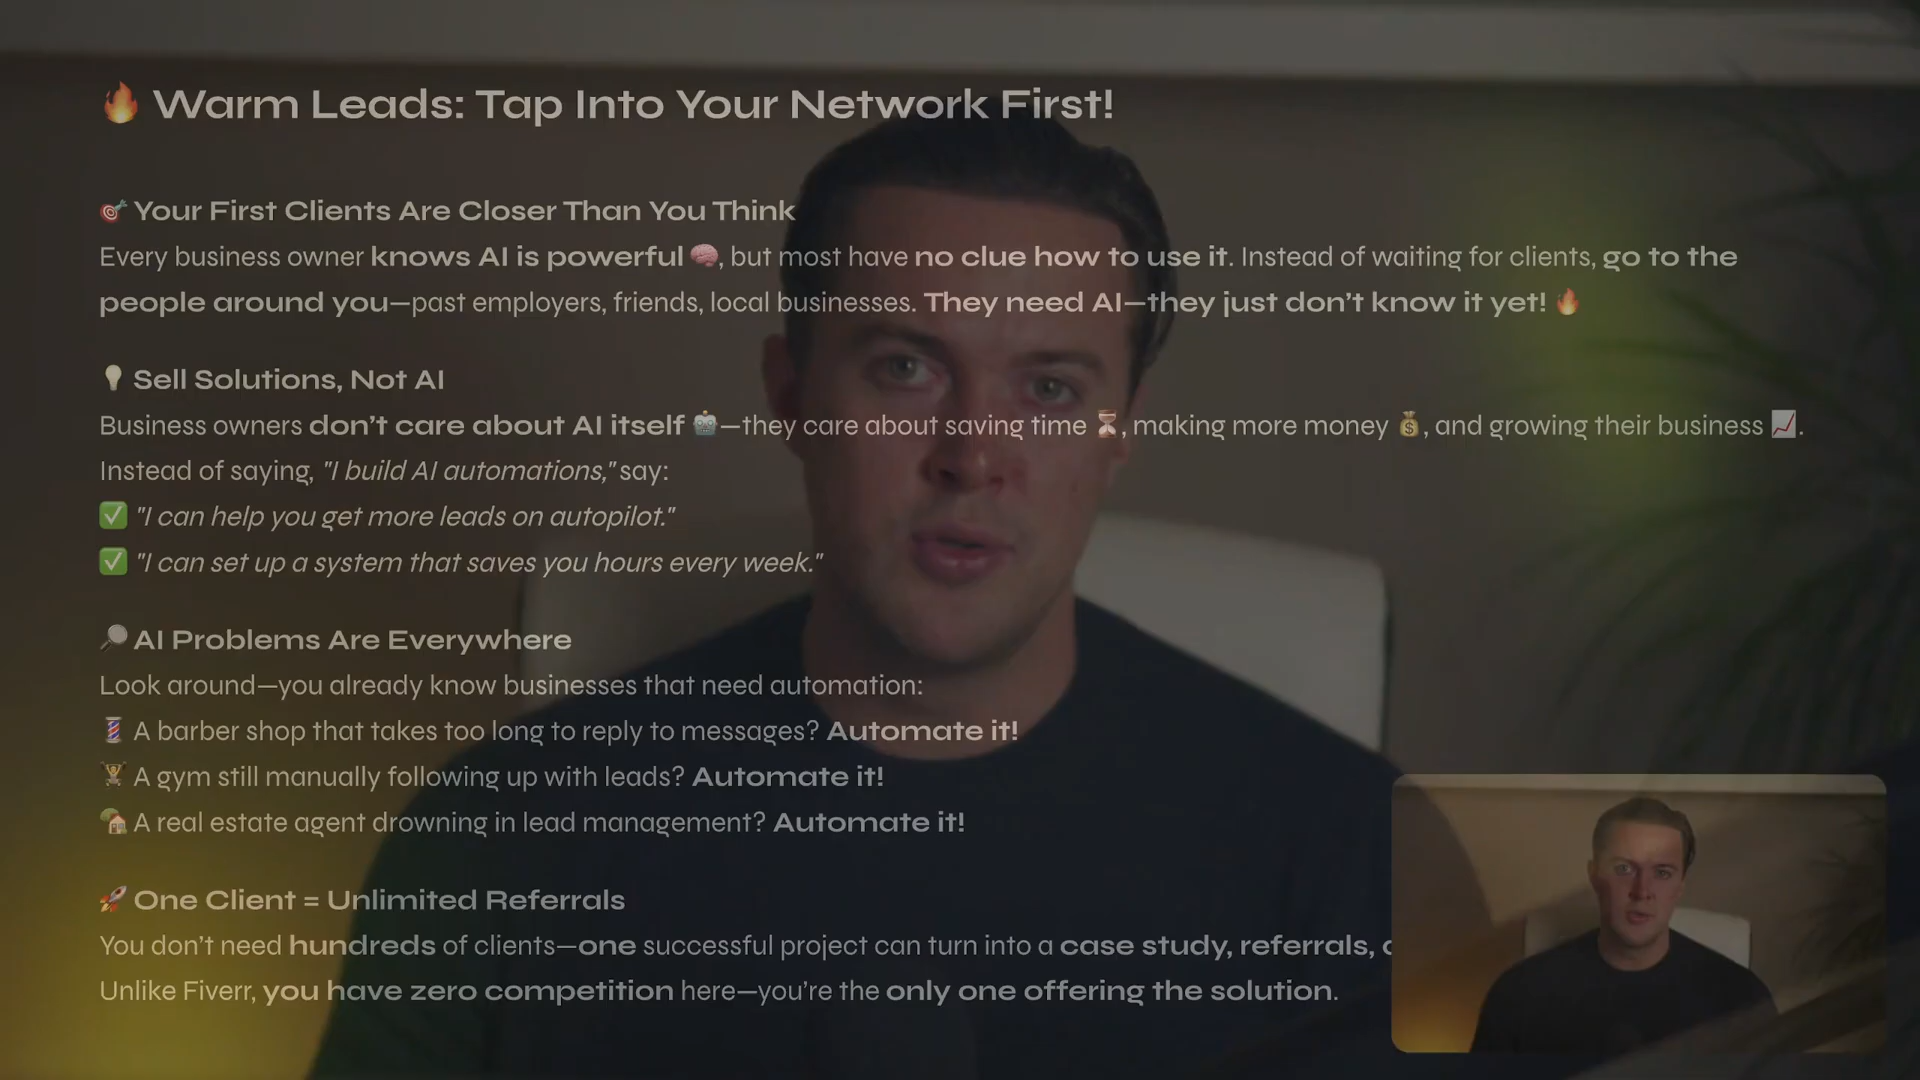 🔥 Warm Leads: Tap Into Your Network First!
🎯 Your First Clients Are Closer Than You Think
Every business owner knows AI is powerful 🧠, but most have no clue how to use it. Instead of waiting for clients, go to the
people around you—past employers, friends, local businesses. They need AI—they just don’t know it yet! 🔥
💡 Sell Solutions, Not AI
Business owners don’t care about AI itself 🤖—they care about saving time ⏳, making more money 💰, and growing their business 📈.
Instead of saying, "I build AI automations," say:
✅ "I can help you get more leads on autopilot."
✅ "I can set up a system that saves you hours every week."
🔎 AI Problems Are Everywhere
Look around—you already know businesses that need automation:
💈 A barber shop that takes too long to reply to messages? Automate it!
🏋️ A gym still manually following up with leads? Automate it!
🏡 A real estate agent drowning in lead management? Automate it!
🚀 One Client = Unlimited Referrals
You don’t need hundreds of clients—one successful project can turn into a case study, referrals,
Unlike Fiverr, you have zero competition here—you’re the only one offering the solution.